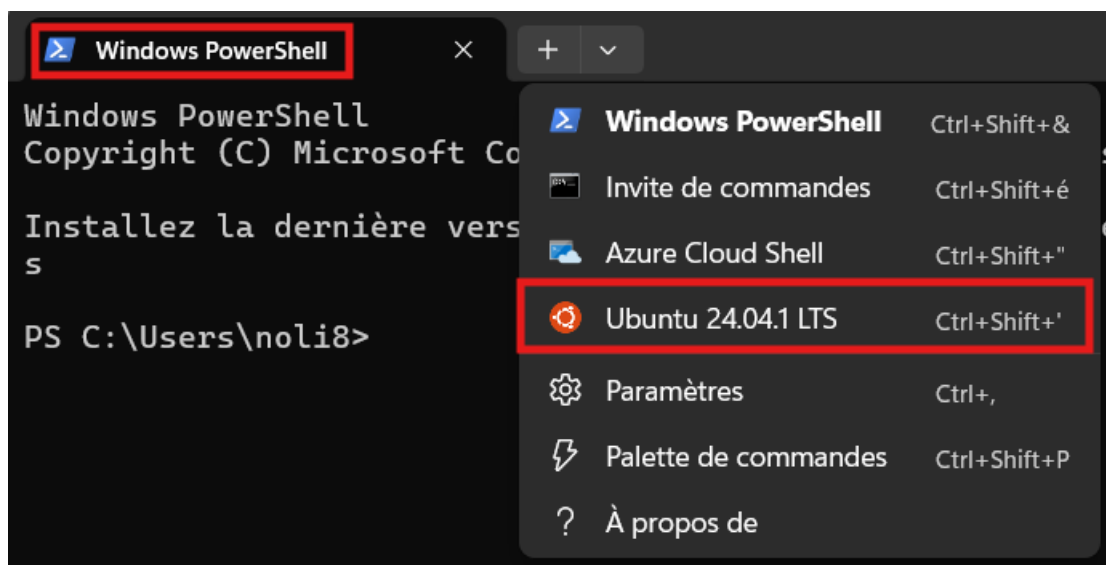 Windows PowerShell
Windows PowerShell
Copyright (C) Microsoft Co
Installez la dernière vers
s
PS C:\Users\noli8>
Windows PowerShell Ctrl+Shift+&
Invite de commandes Ctrl+Shift+é
Azure Cloud Shell Ctrl+Shift+"
Ubuntu 24.04.1 LTS Ctrl+Shift+'
Paramètres Ctrl+,
Palette de commandes Ctrl+Shift+P
À propos de